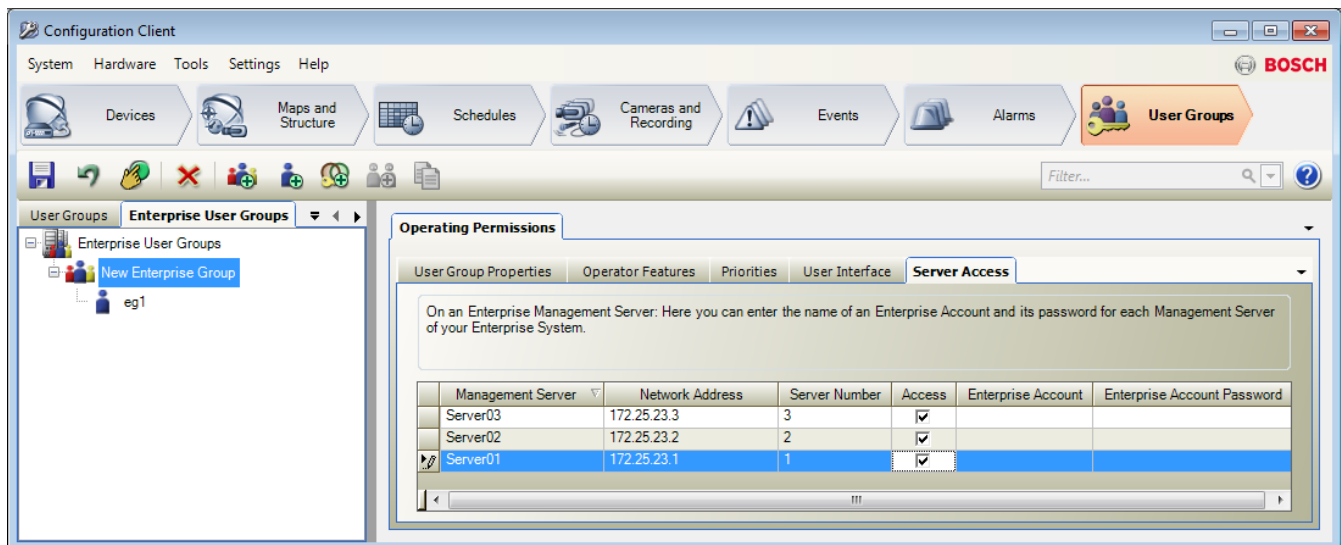 Configuration Client
System Hardware Tools Settings Help
BOSCH
Devices
Maps and
Structure
Schedules
Cameras and
Recording
Events
Alarms
User Groups
Filter...
User Groups Enterprise User Groups
Enterprise User Groups
New Enterprise Group
eg1
Operating Permissions
User Group Properties Operator Features Priorities User Interface Server Access
On an Enterprise Management Server: Here you can enter the name of an Enterprise Account and its password for each Management Server
of your Enterprise System.
Management Server Network Address Server Number Access Enterprise Account Enterprise Account Password
Server03 172.25.23.3 3
Server02 172.25.23.2 2
Server01 172.25.23.1 1